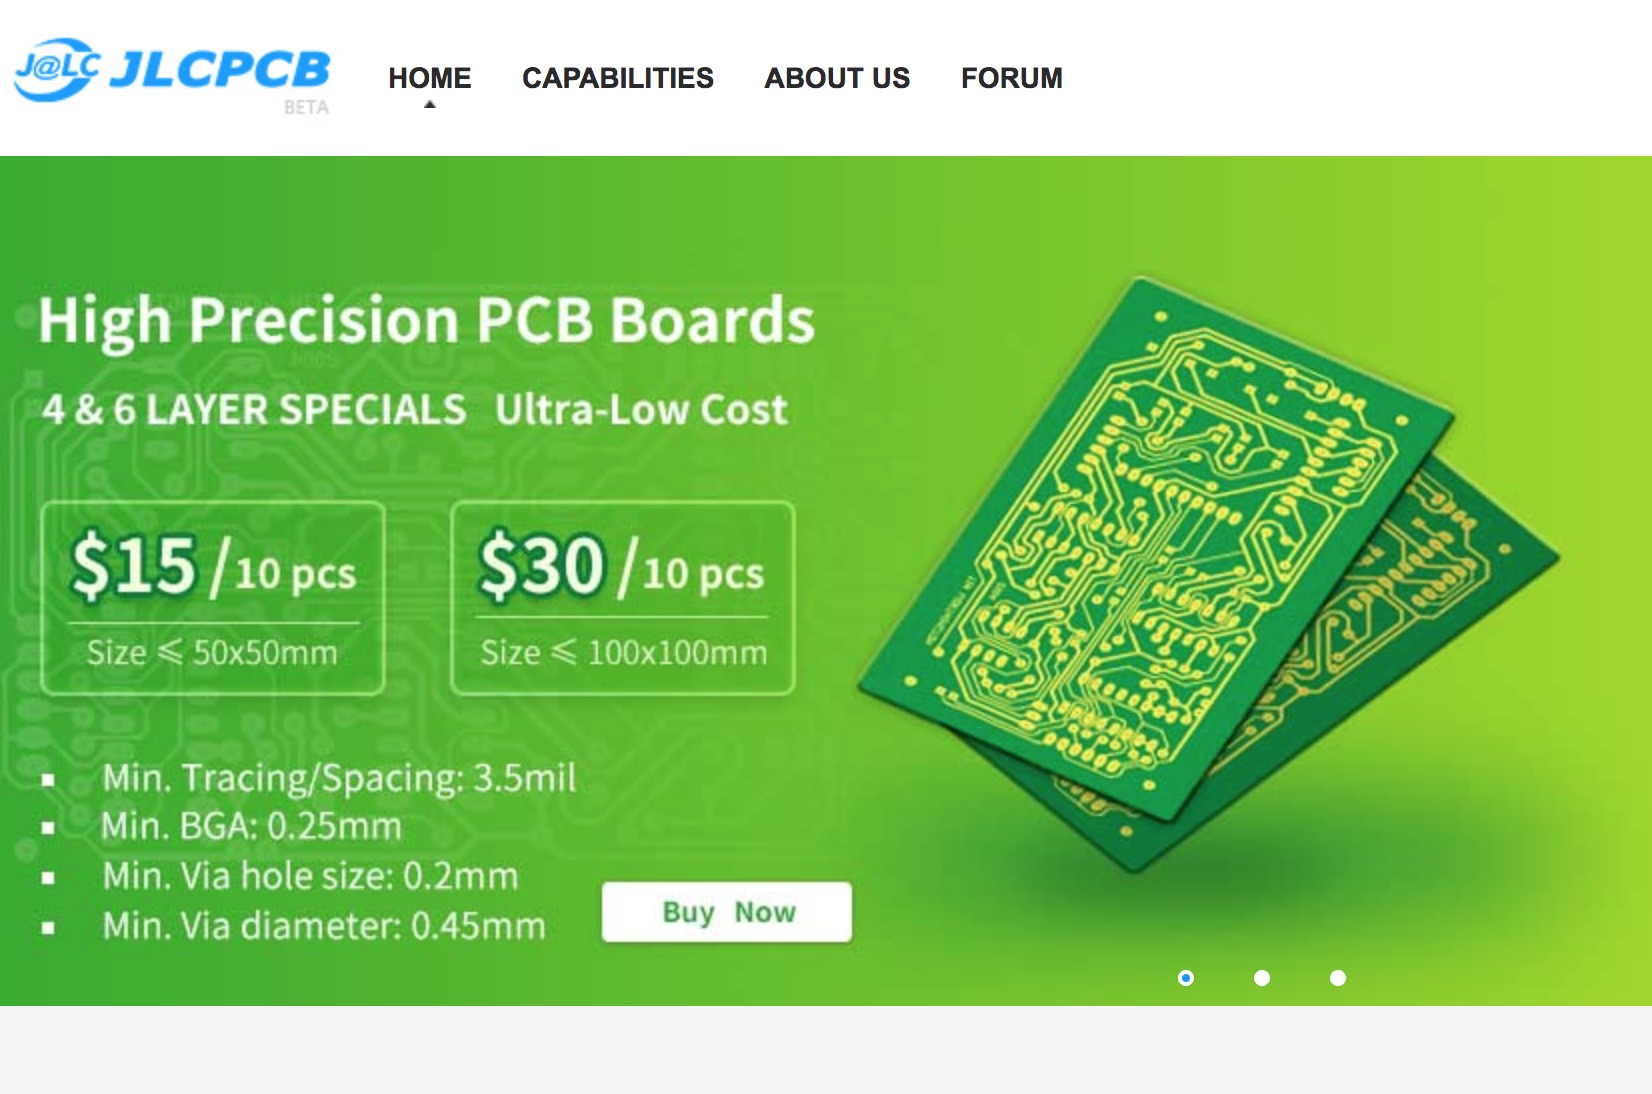 J@LC JLCPCB
BETA
HOME
CAPABILITIES
ABOUT US
FORUM
High Precision PCB Boards
4 & 6 LAYER SPECIALS Ultra-Low Cost
$15/10 pcs
Size ≤ 50x50mm
$30/10 pcs
Size ≤ 100x100mm
▪ Min. Tracing/Spacing: 3.5mil
▪ Min. BGA: 0.25mm
▪ Min. Via hole size: 0.2mm
▪ Min. Via diameter: 0.45mm
Buy Now